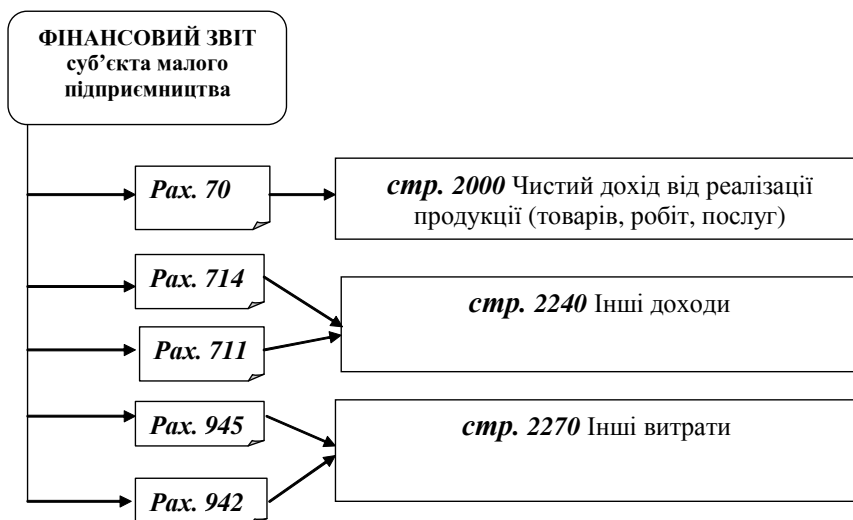 ФІНАНСОВИЙ ЗВІТ
суб’єкта малого
підприємництва
Рах. 70
стр. 2000 Чистий дохід від реалізації
продукції (товарів, робіт, послуг)
Рах. 714
стр. 2240 Інші доходи
Рах. 711
Рах. 945
стр. 2270 Інші витрати
Рах. 942